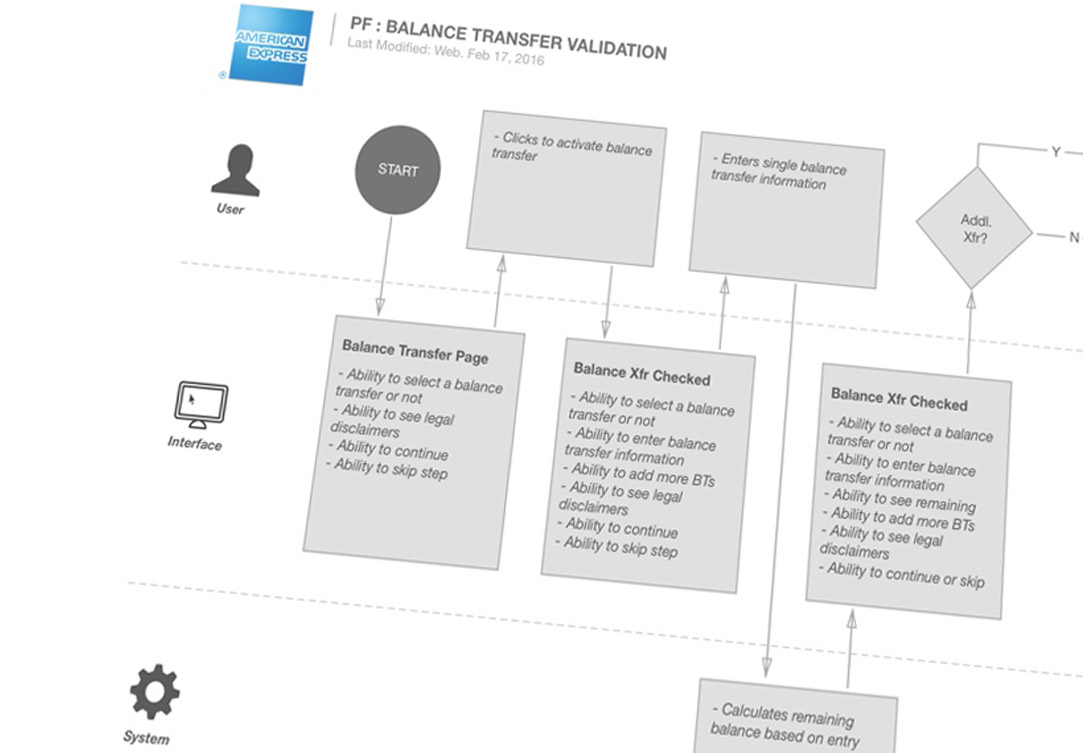 AMERICAN
EXPRESS
®
PF : BALANCE TRANSFER VALIDATION
Last Modified: Web. Feb 17, 2016
User
START
- Clicks to activate balance
transfer
- Enters single balance
transfer information
Addl.
Xfr?
Y
N
Interface
Balance Transfer Page
- Ability to select a balance
transfer or not
- Ability to see legal
disclaimers
- Ability to continue
- Ability to skip step
Balance Xfr Checked
- Ability to select a balance
transfer or not
- Ability to enter balance
transfer information
- Ability to add more BTs
- Ability to see legal
disclaimers
- Ability to continue
- Ability to skip step
Balance Xfr Checked
- Ability to select a balance
transfer or not
- Ability to enter balance
transfer information
- Ability to see remaining
- Ability to add more BTs
- Ability to see legal
disclaimers
- Ability to continue or skip
System
- Calculates remaining
balance based on entry